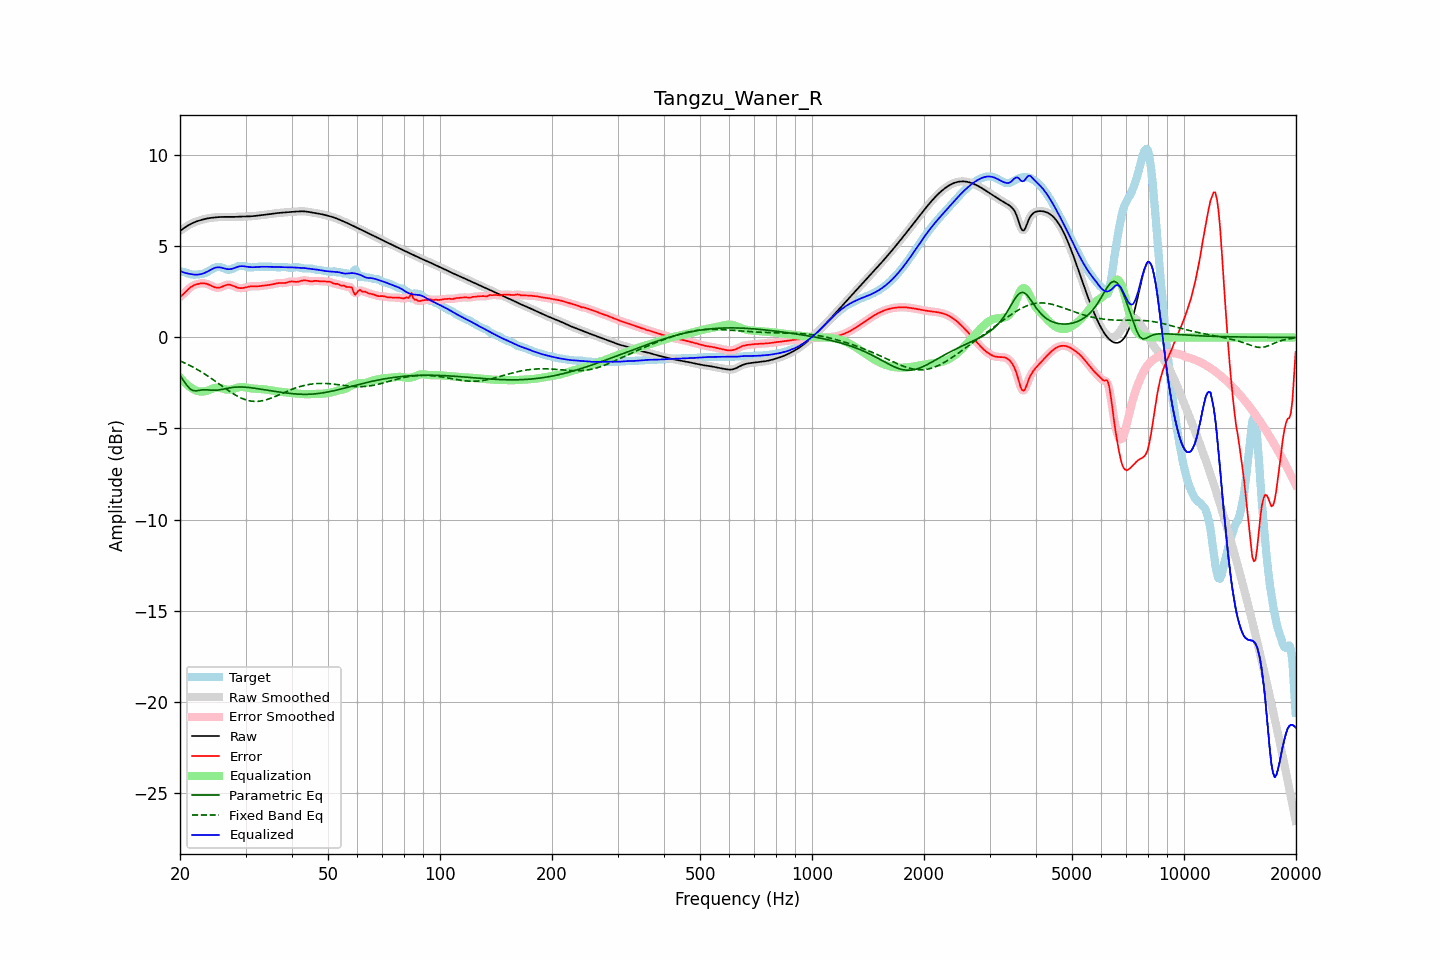 Tangzu_Waner_R
10
5
0
−5
−10
−15
−20
−25
Amplitude (dBr)
Target
Raw Smoothed
Error Smoothed
Raw
Error
Equalization
Parametric Eq
Fixed Band Eq
Equalized
20 50 100 200 500 1000 2000 5000 10000 20000
Frequency (Hz)